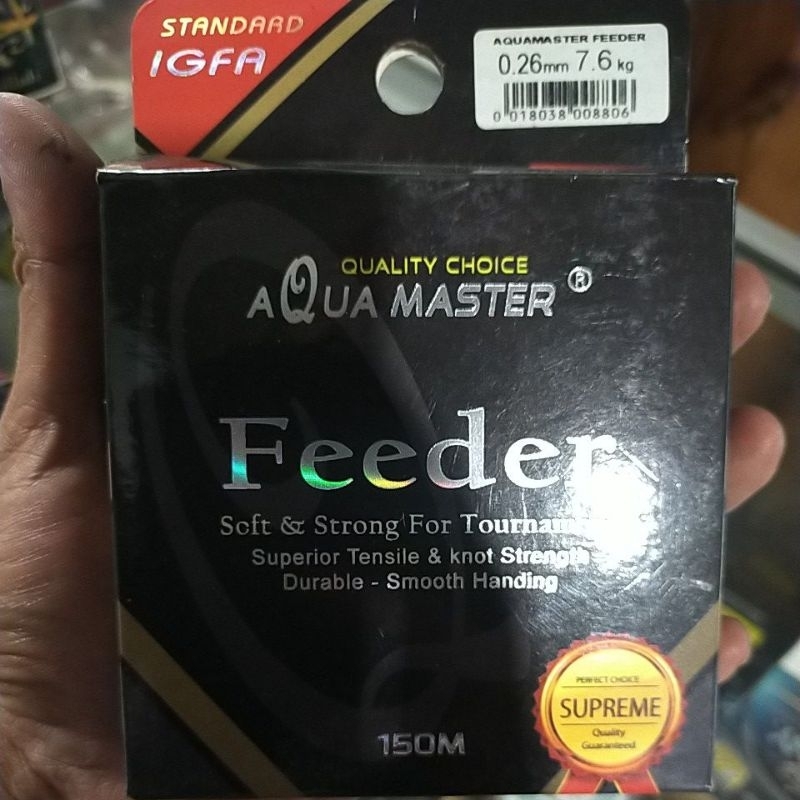 STANDARD
IGFA
AQUAMASTER FEEDER
0.26mm 7.6 kg
0 018038 008806
QUALITY CHOICE
AQUA MASTER ®
Feeder
Soft & Strong For
Superior Tensile & knot Strength
Durable - Smooth Handing
PERFECT CHOICE
SUPREME
Quality
Guaranteed
150M